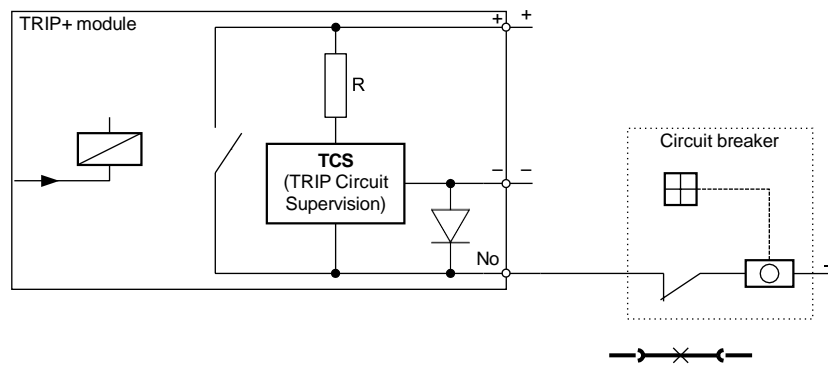 TRIP+ module
+ +
R
TCS
(TRIP Circuit
Supervision)
– –
No
Circuit breaker
-